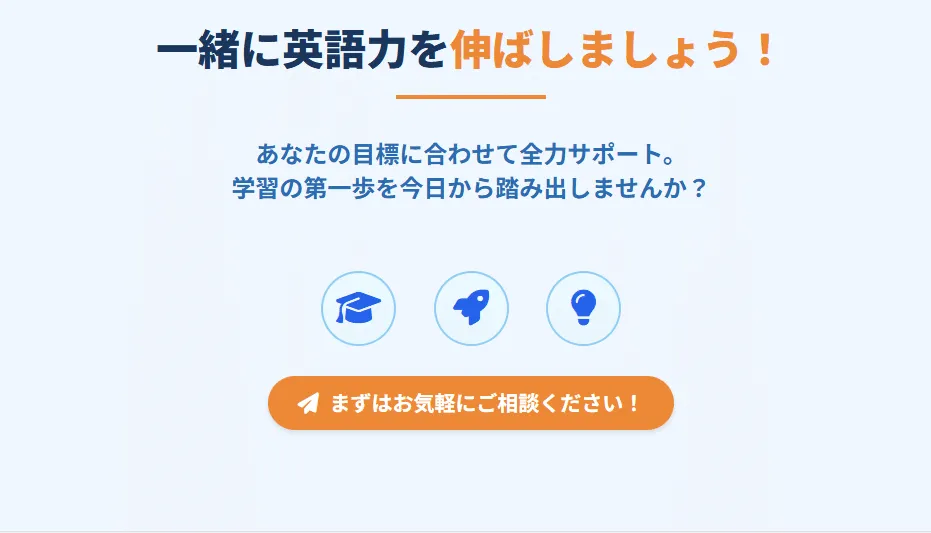 一緒に英語力を伸ばしましょう！
あなたの目標に合わせて全力サポート。
学習の第一歩を今日から踏み出しませんか？
まずはお気軽にご相談ください！